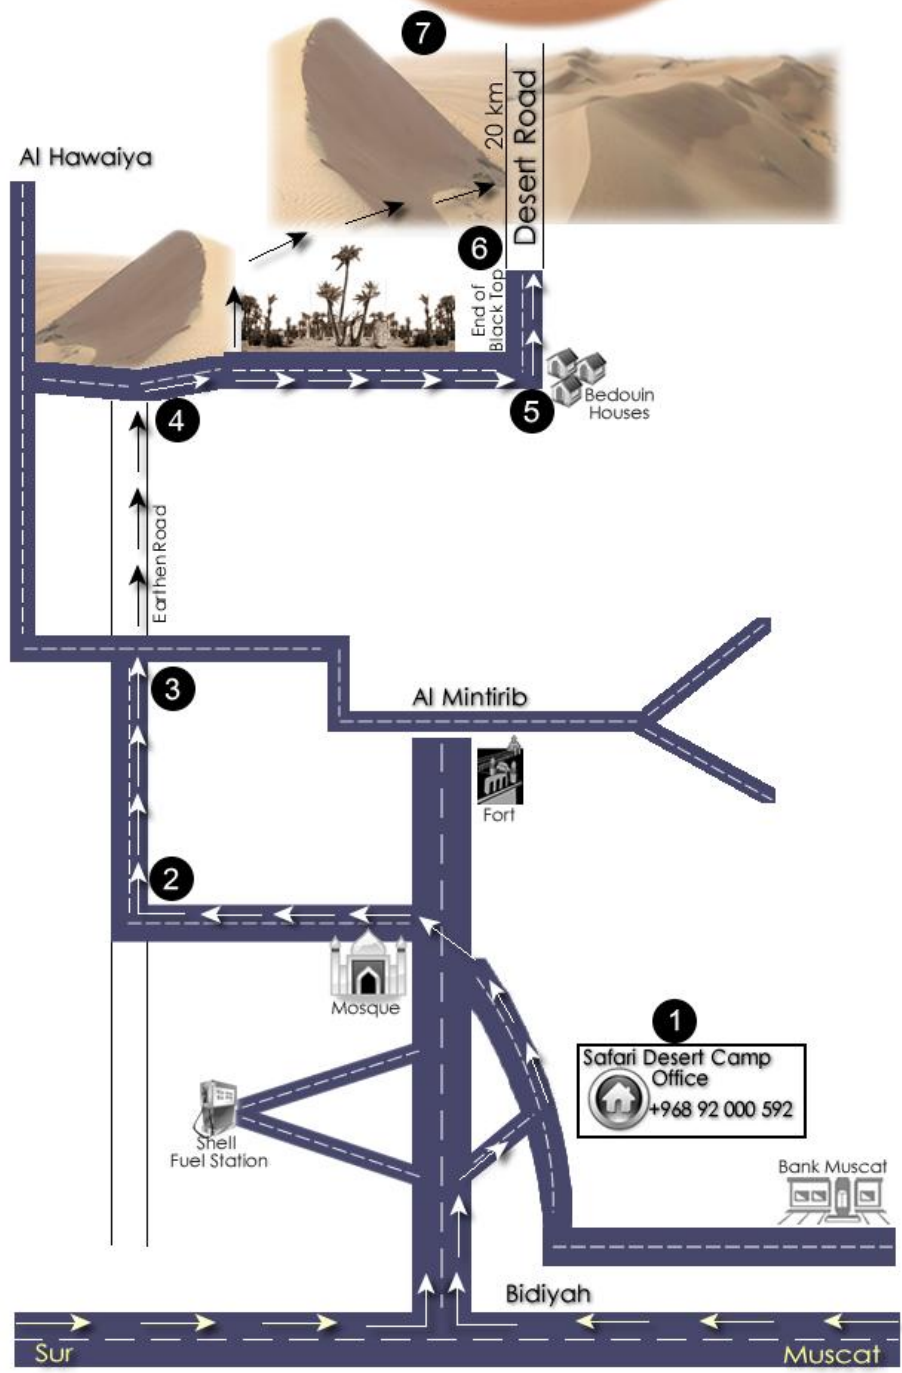 7
20 km
Desert Road
Al Hawaiya
6
End of
Black Top
Bedouin
Houses
5
4
Earthen Road
3
Al Mintirib
Fort
2
Mosque
1
Safari Desert Camp
Office
+968 92 000 592
Shell
Fuel Station
Bank Muscat
Bidiyah
Sur
Muscat